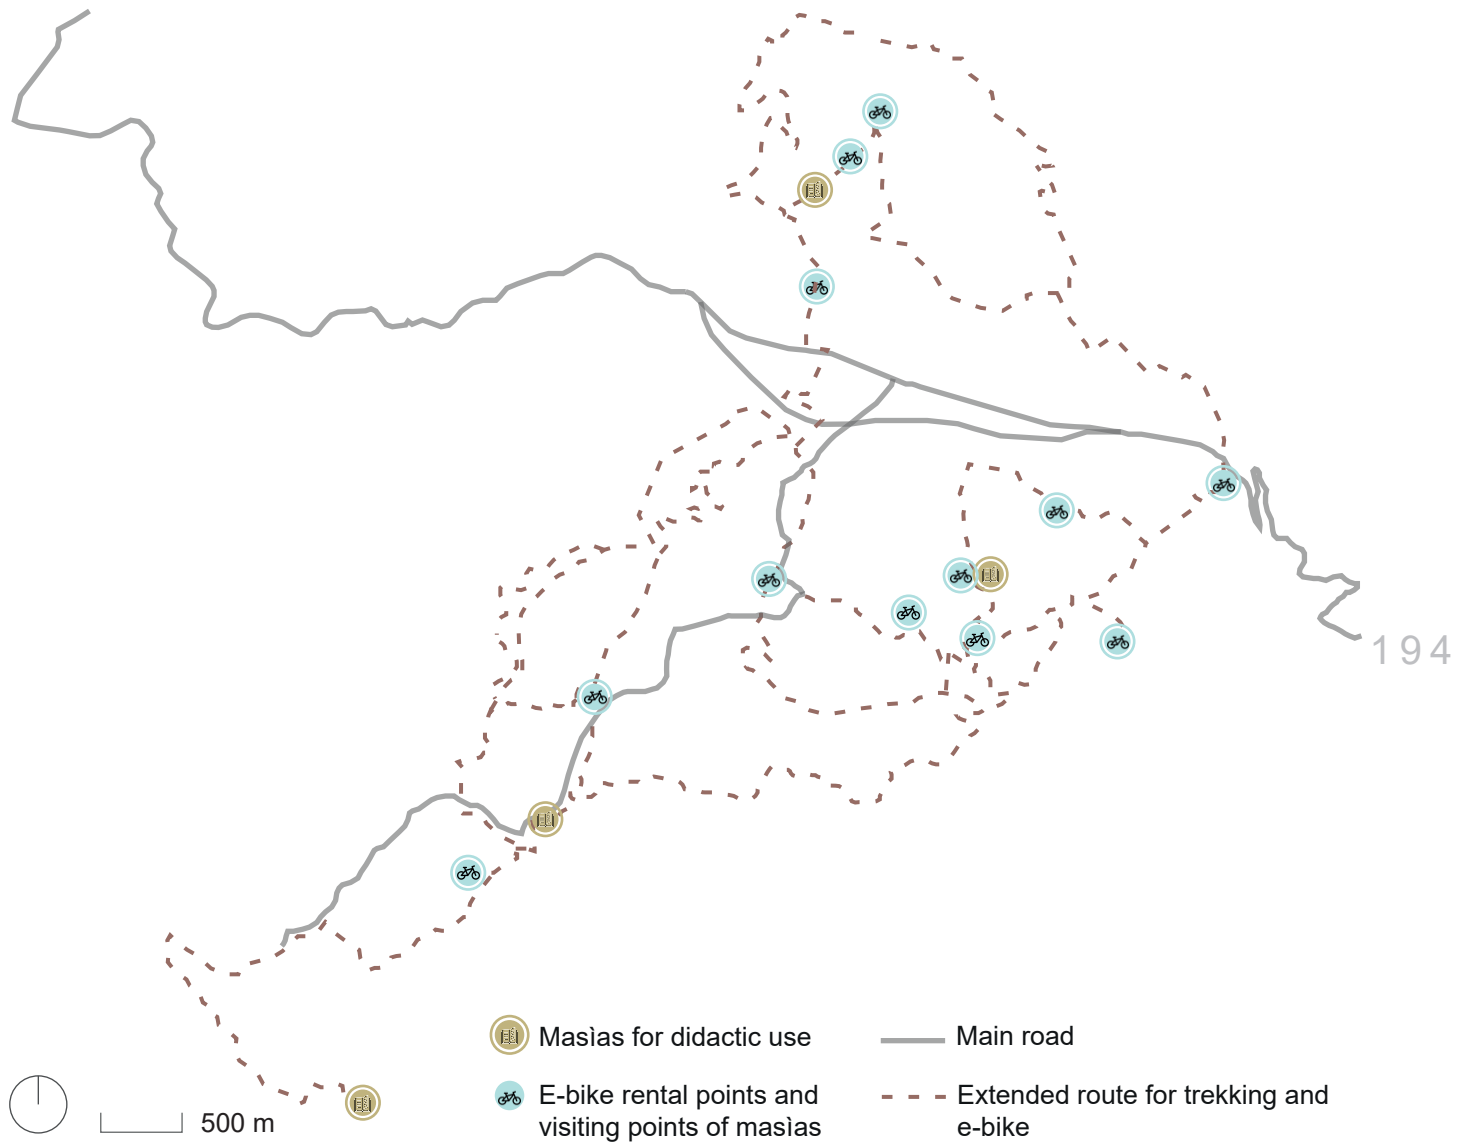 194
Masìas for didactic use
Main road
E-bike rental points and
visiting points of masìas
Extended route for trekking and
e-bike
500 m